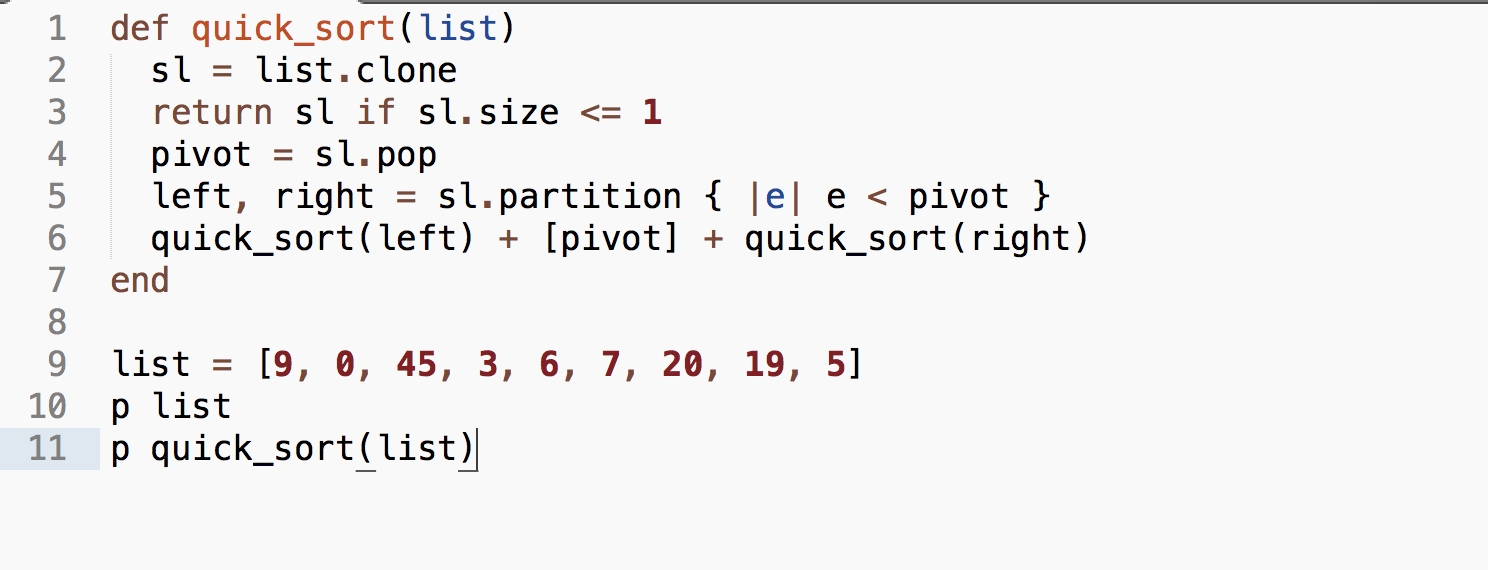 1 def quick_sort(list)
2   sl = list.clone
3   return sl if sl.size <= 1
4   pivot = sl.pop
5   left, right = sl.partition { |e| e < pivot }
6   quick_sort(left) + [pivot] + quick_sort(right)
7 end
8
9 list = [9, 0, 45, 3, 6, 7, 20, 19, 5]
10 p list
11 p quick_sort(list)